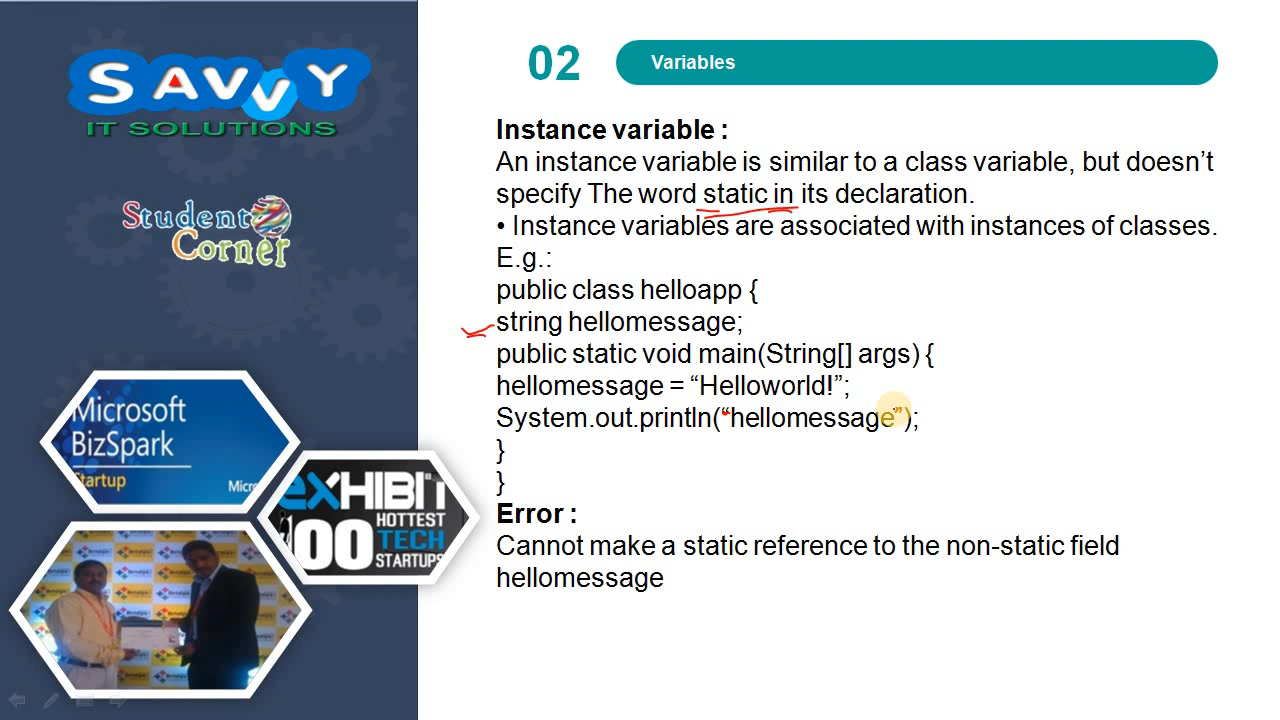 SAVVY
IT SOLUTIONS
Student
Corner
Microsoft
BizSpark
Startup
Micr
eXHIBIT
100
HOTTEST
TECH
STARTUPS
02
Variables
Instance variable :
An instance variable is similar to a class variable, but doesn’t
specify The word static in its declaration.
• Instance variables are associated with instances of classes.
E.g.:
public class helloapp {
string hellomessage;
public static void main(String[] args) {
hellomessage = “Helloworld!”;
System.out.println(“hellomessage”);
}
}
Error :
Cannot make a static reference to the non-static field
hellomessage